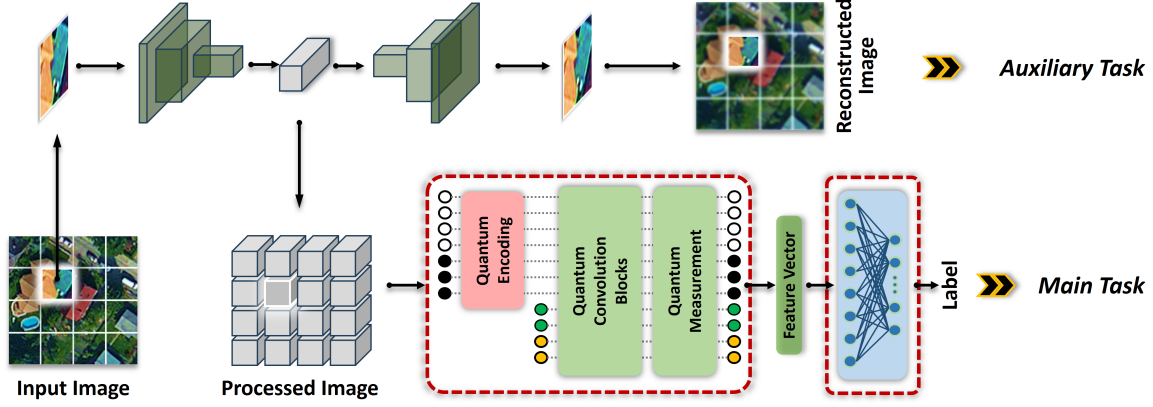 Reconstructed
Image
Auxiliary Task
Input Image
Processed Image
Quantum
Encoding
Quantum
Convolution
Blocks
Quantum
Measurement
Feature Vector
Label
Main Task